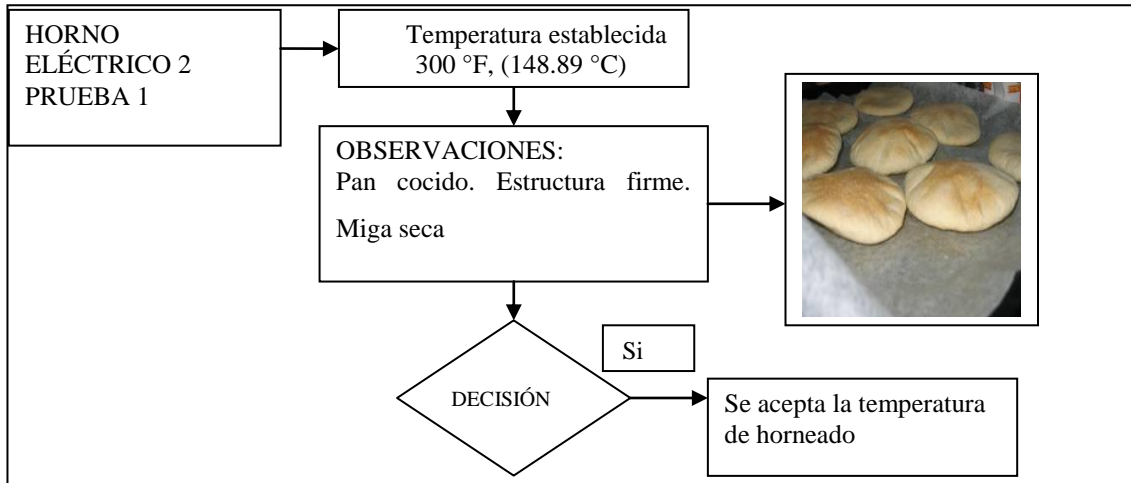 HORNO
ELÉCTRICO 2
PRUEBA 1
Temperatura establecida
300 °F, (148.89 °C)
OBSERVACIONES:
Pan cocido. Estructura firme.
Miga seca
DECISIÓN
Si
Se acepta la temperatura
de horneado